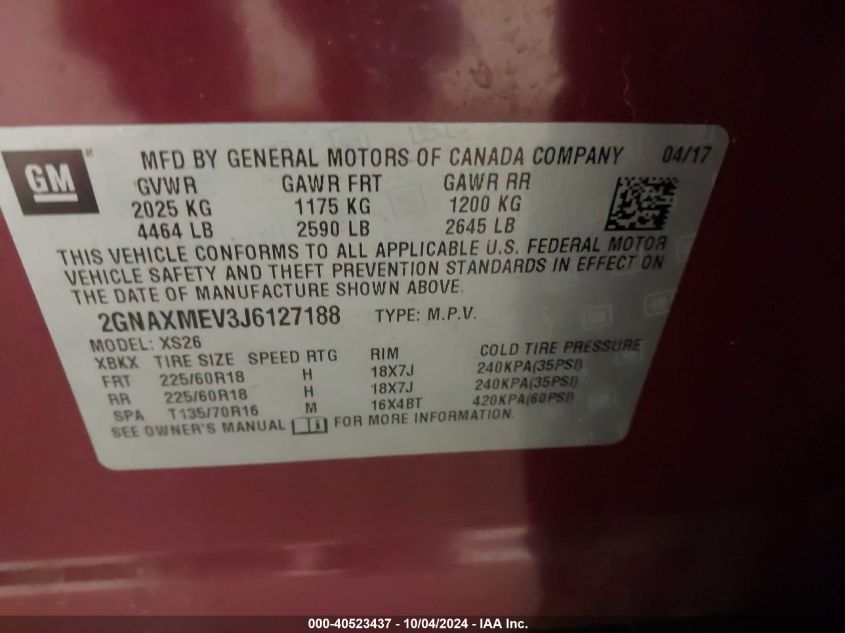 GM
MFD BY GENERAL MOTORS OF CANADA COMPANY 04/17
GVWR GAWR FRT GAWR RR
2025 KG 1175 KG 1200 KG
4464 LB 2590 LB 2645 LB
THIS VEHICLE CONFORMS TO ALL APPLICABLE U.S. FEDERAL MOTOR
VEHICLE SAFETY AND THEFT PREVENTION STANDARDS IN EFFECT ON
THE DATE OF MANUFACTURE SHOWN ABOVE.
2GNAXMEV3J6127188 TYPE: M.P.V.
MODEL: XS26
XBKX TIRE SIZE SPEED RTG RIM COLD TIRE PRESSURE
FRT 225/60R18 H 18X7J 240KPA(35PSI)
RR 225/60R18 H 18X7J 240KPA(35PSI)
SPA T135/70R16 M 16X4BT 420KPA(60PSI)
SEE OWNER'S MANUAL FOR MORE INFORMATION.
000-40523437 - 10/04/2024 - IAA Inc.